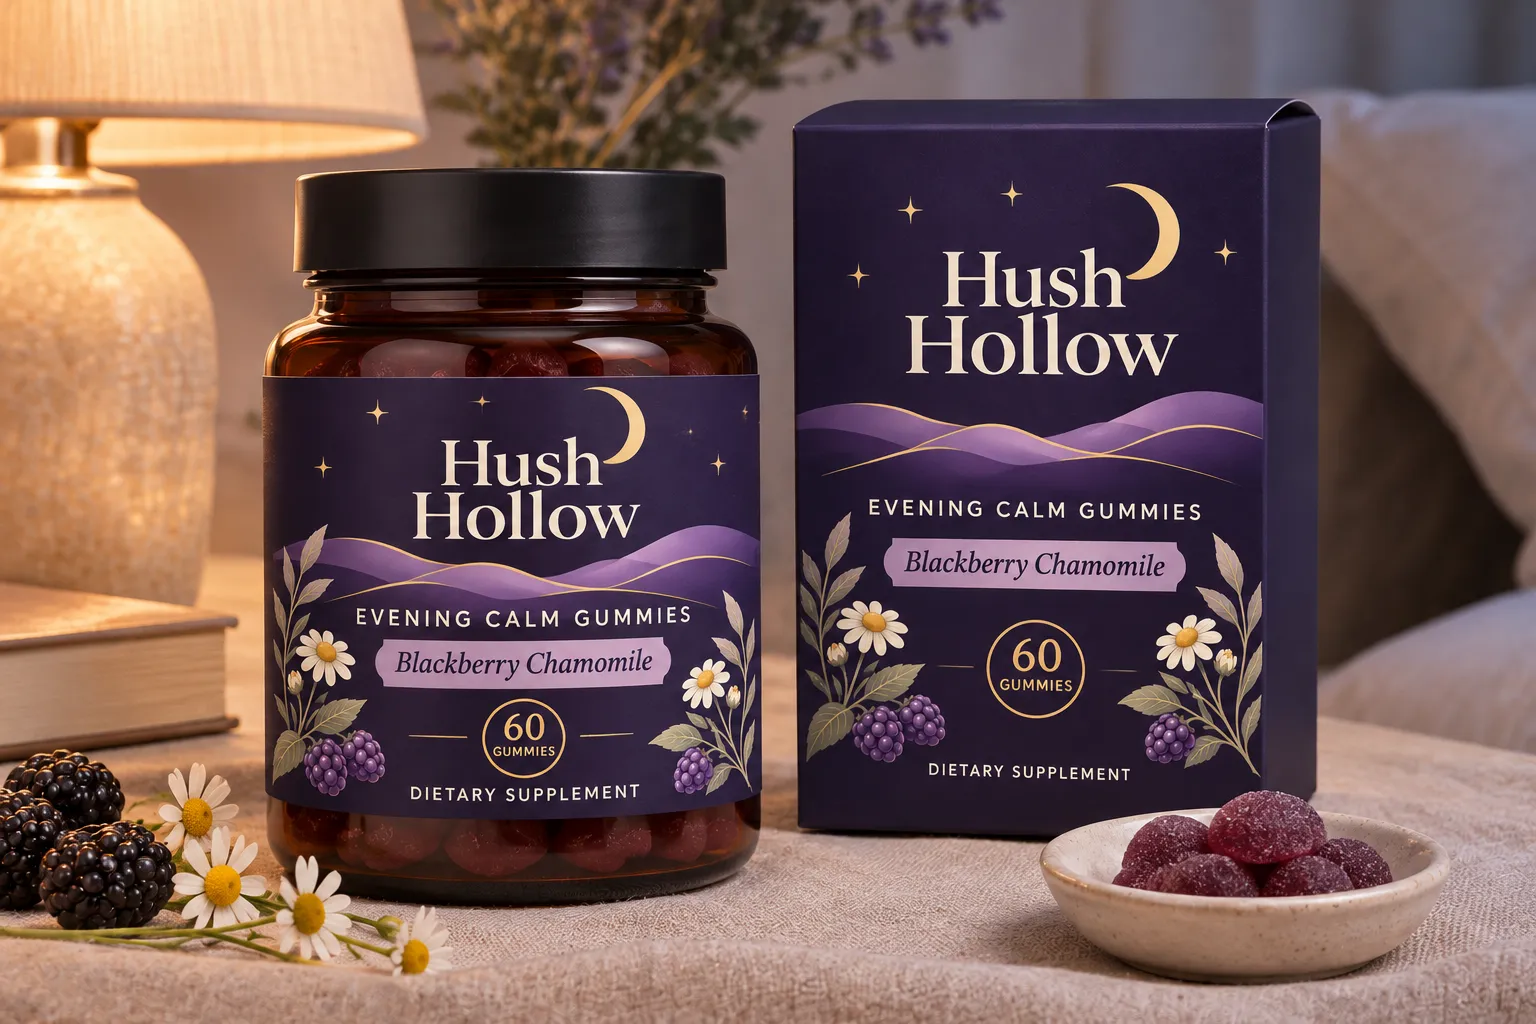 Hush
Hollow
EVENING CALM GUMMIES
Blackberry Chamomile
60
GUMMIES
DIETARY SUPPLEMENT
Hush
Hollow
EVENING CALM GUMMIES
Blackberry Chamomile
60
GUMMIES
DIETARY SUPPLEMENT